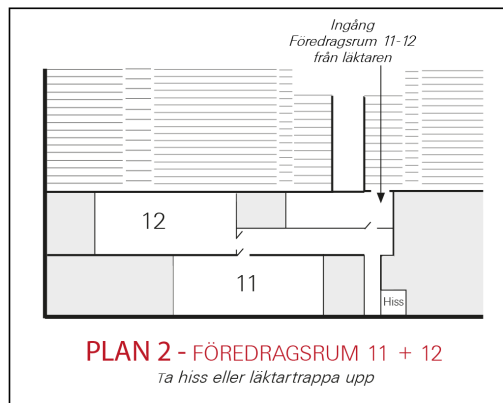 Ingång
Föredragsrum 11-12
från läktaren
12
11
Hiss
PLAN 2 - FÖREDRAGSRUM 11 + 12
Ta hiss eller läktartrappa upp